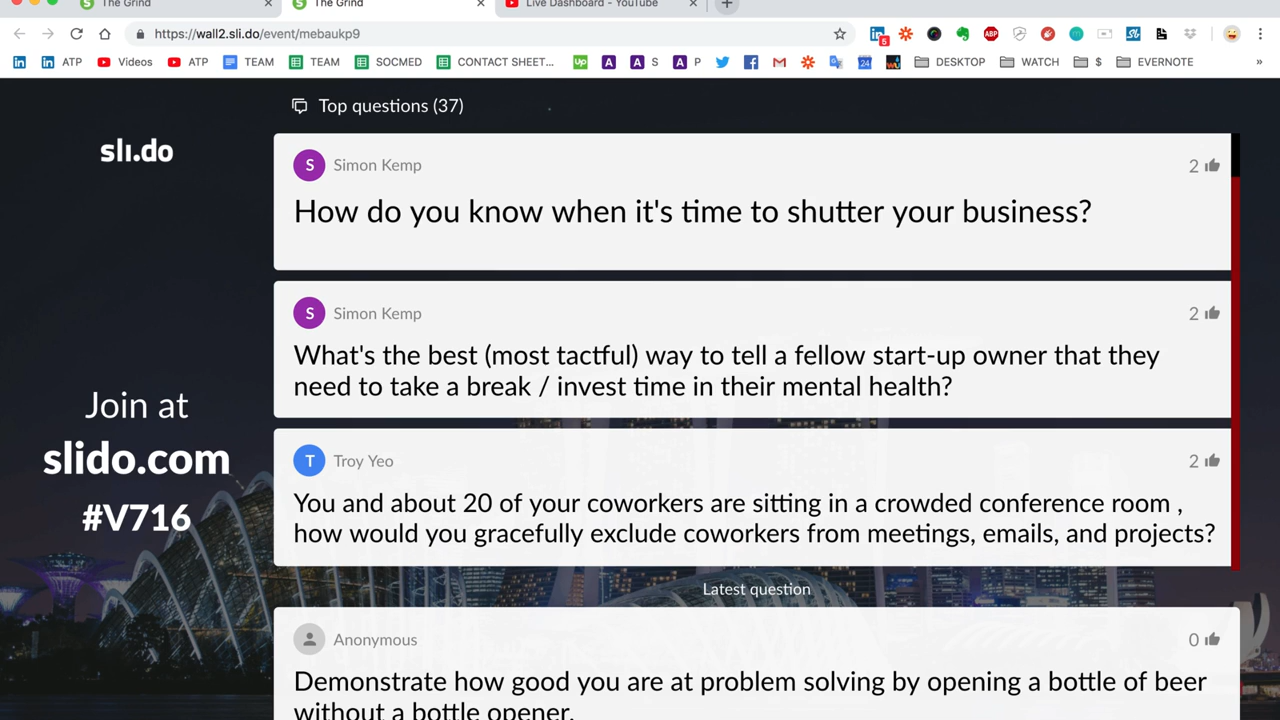 The Grind
The Grind
Live Dashboard - YouTube
https://wall2.sli.do/event/mebaukp9
5
ABP
ATP
Videos
ATP
TEAM
TEAM
SOCMED
CONTACT SHEET...
up
A
A S
A P
24
DESKTOP
WATCH
$
EVERNOTE
»
Top questions (37)
sli.do
S Simon Kemp 2
How do you know when it's time to shutter your business?
S Simon Kemp 2
What's the best (most tactful) way to tell a fellow start-up owner that they
need to take a break / invest time in their mental health?
Join at
slido.com
#V716
T Troy Yeo 2
You and about 20 of your coworkers are sitting in a crowded conference room ,
how would you gracefully exclude coworkers from meetings, emails, and projects?
Latest question
Anonymous 0
Demonstrate how good you are at problem solving by opening a bottle of beer
without a bottle opener.